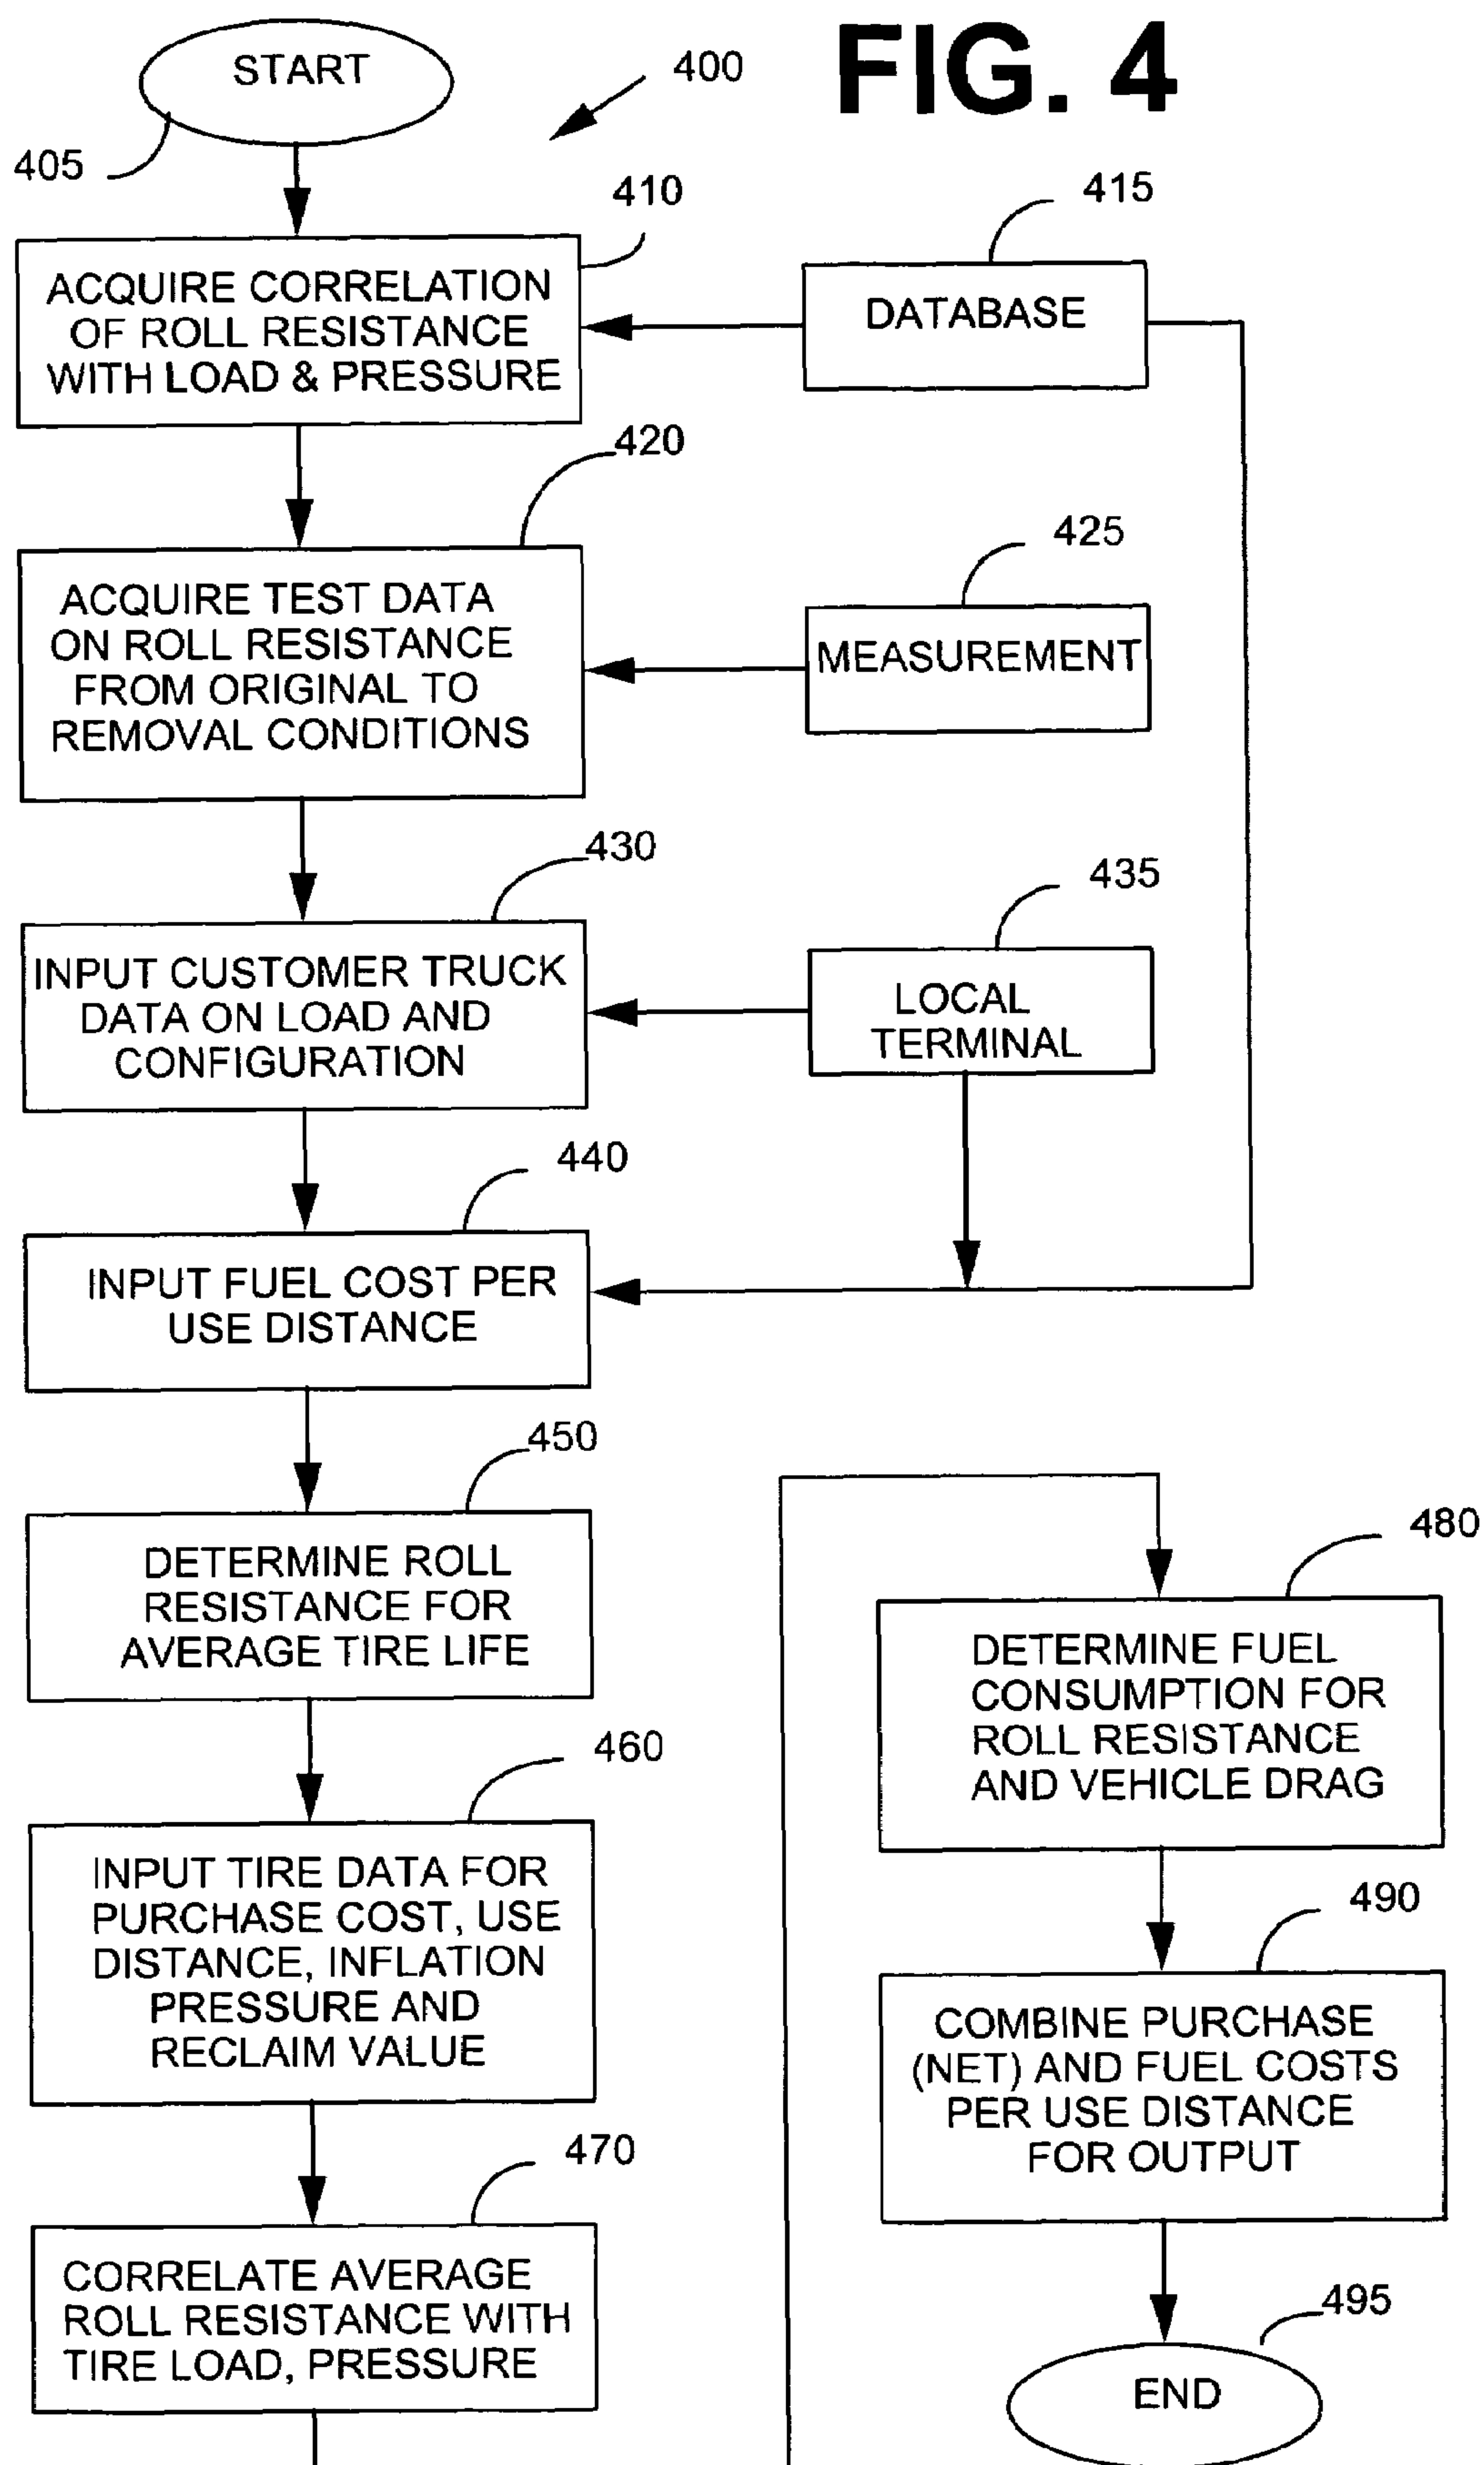 FIG. 4
START
400
405
410
415
ACQUIRE CORRELATION
OF ROLL RESISTANCE
WITH LOAD & PRESSURE
DATABASE
420
425
ACQUIRE TEST DATA
ON ROLL RESISTANCE
FROM ORIGINAL TO
REMOVAL CONDITIONS
MEASUREMENT
430
435
INPUT CUSTOMER TRUCK
DATA ON LOAD AND
CONFIGURATION
LOCAL
TERMINAL
440
INPUT FUEL COST PER
USE DISTANCE
450
DETERMINE ROLL
RESISTANCE FOR
AVERAGE TIRE LIFE
460
INPUT TIRE DATA FOR
PURCHASE COST, USE
DISTANCE, INFLATION
PRESSURE AND
RECLAIM VALUE
470
CORRELATE AVERAGE
ROLL RESISTANCE WITH
TIRE LOAD, PRESSURE
480
DETERMINE FUEL
CONSUMPTION FOR
ROLL RESISTANCE
AND VEHICLE DRAG
490
COMBINE PURCHASE
(NET) AND FUEL COSTS
PER USE DISTANCE
FOR OUTPUT
495
END